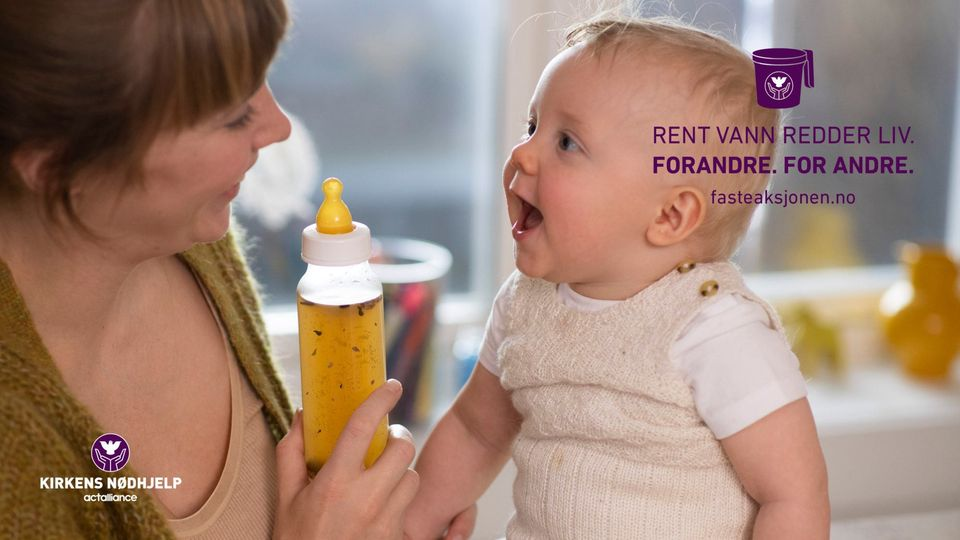 RENT VANN REDDER LIV.
FORANDRE. FOR ANDRE.
fasteaksjonen.no
KIRKENS NØDHJELP
actalliance